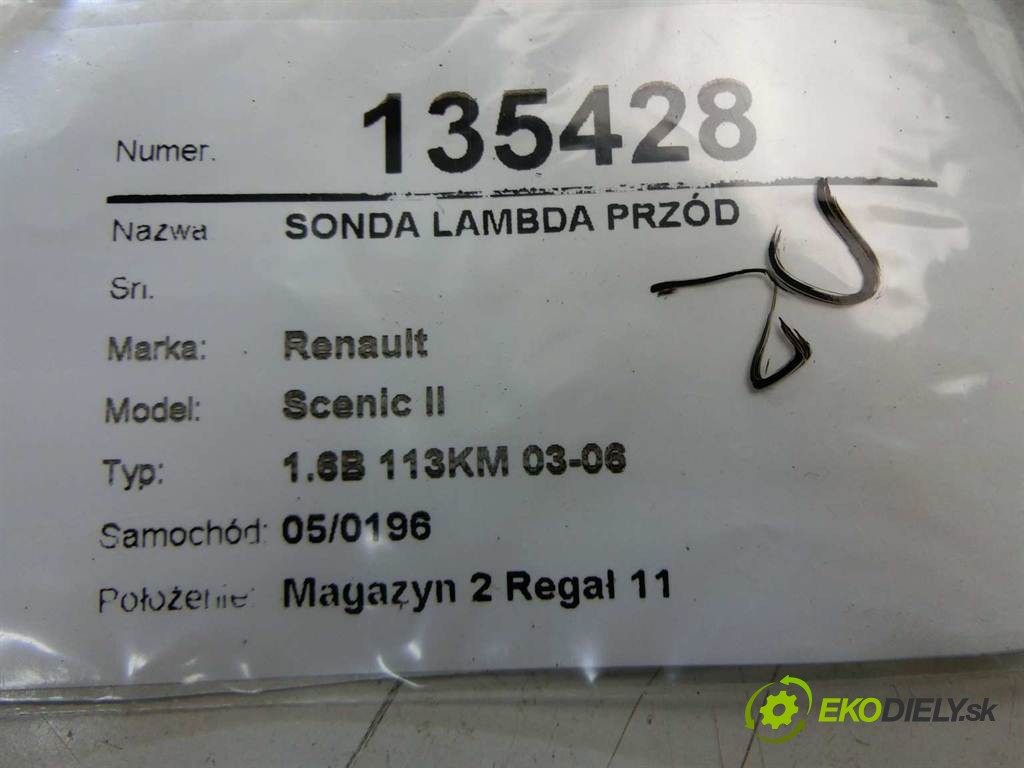 Numer. 135428
Nazwa SONDA LAMBDA PRZÓD
Sn.
Marka: Renault
Model: Scenic II
Typ: 1.6B 113KM 03-06
Samochód: 05/0196
Położenie: Magazyn 2 Regał 11
EKODIELY.sk